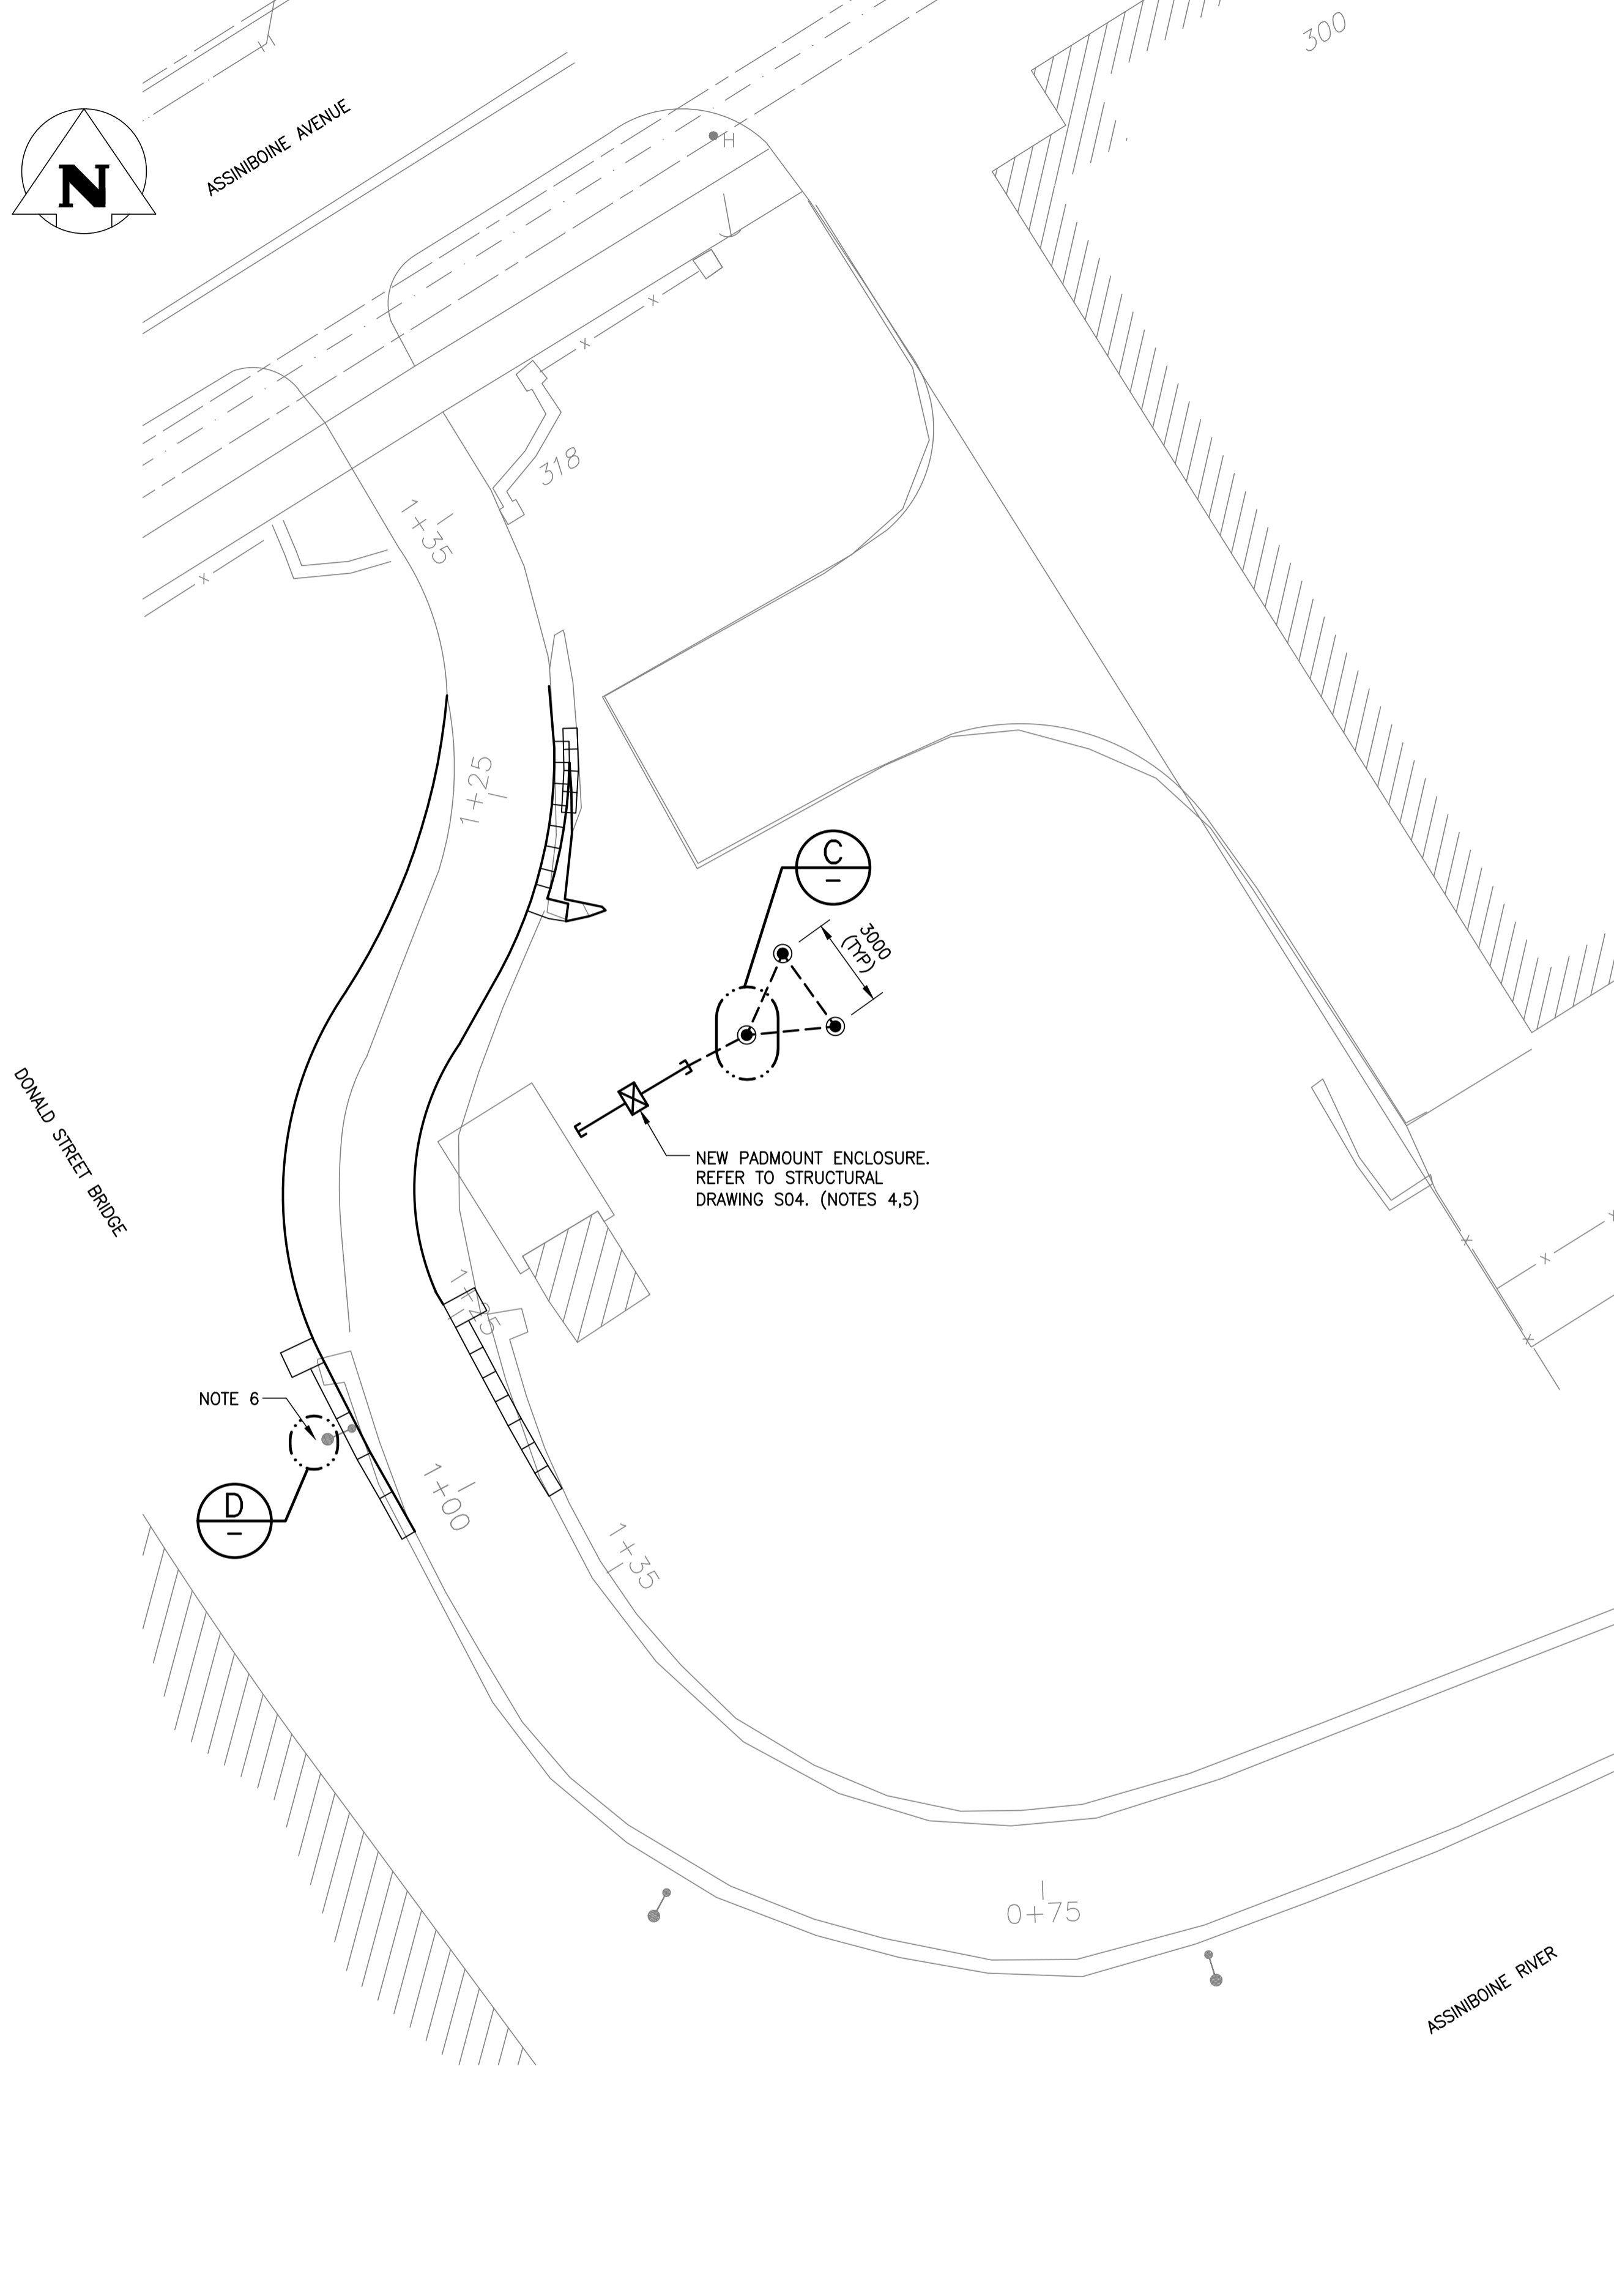 300
ASSINIBOINE AVENUE
H
N
318
1+35
x
x
x
1+25
C
–
3000
(TYP)
DONALD STREET BRIDGE
NEW PADMOUNT ENCLOSURE.
REFER TO STRUCTURAL
DRAWING S04. (NOTES 4,5)
x
x
x
x
1+25
NOTE 6
D
–
1+00
1+35
0+75
ASSINIBOINE RIVER